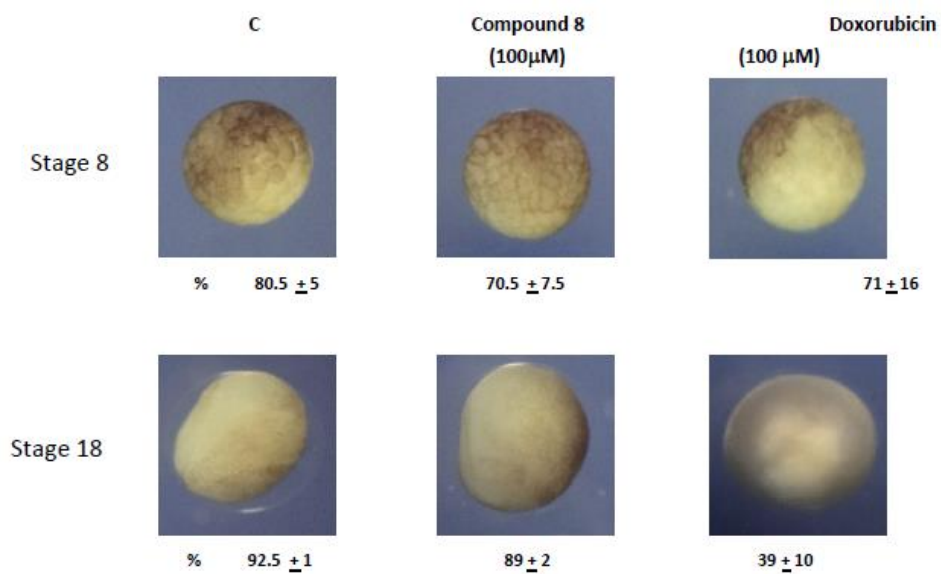 C Compound 8 Doxorubicin
(100µM) (100 µM)
Stage 8
% 80.5 ± 5 70.5 ± 7.5 71 ± 16
Stage 18
% 92.5 ± 1 89 ± 2 39 ± 10